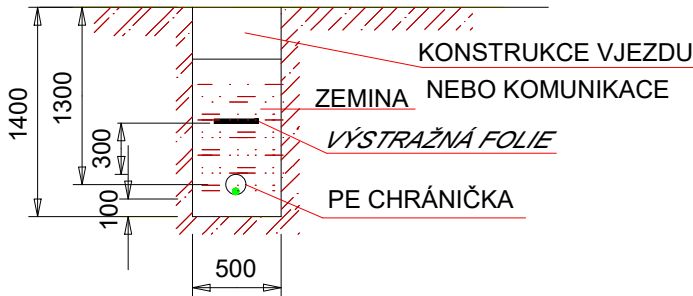 KONSTRUKCE VJEZDU
NEBO KOMUNIKACE
ZEMINA
VÝSTRAŽNÁ FOLIE
PE CHRÁNIČKA
1400
1300
300
100
500